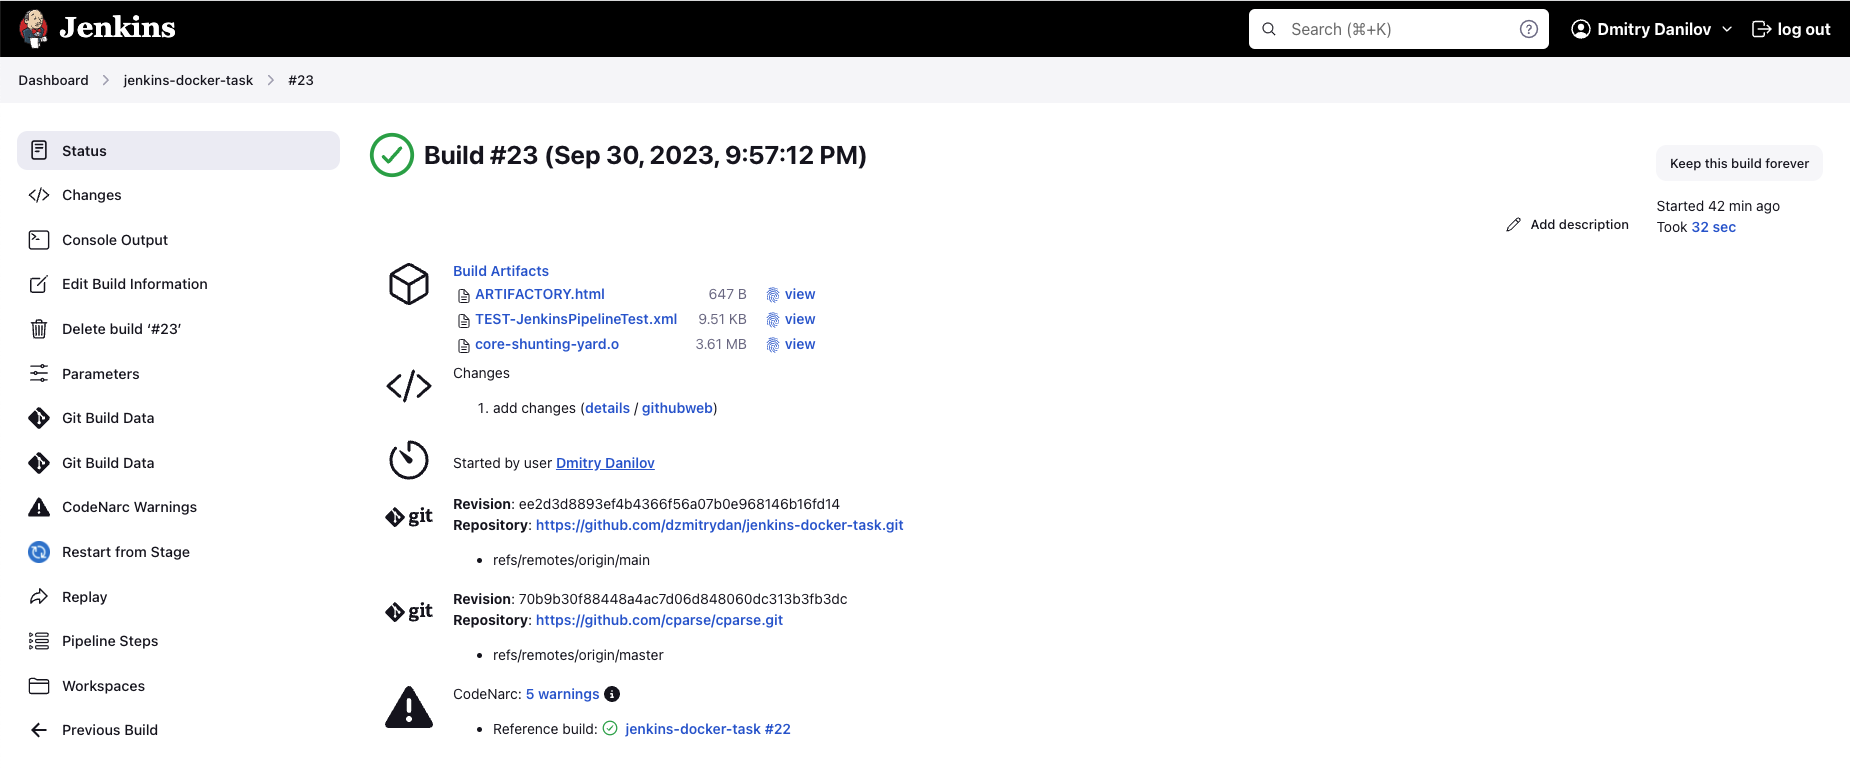 Jenkins
Search (⌘+K)
Dmitry Danilov
log out
Dashboard
jenkins-docker-task
#23
Status
Changes
Console Output
Edit Build Information
Delete build ‘#23’
Parameters
Git Build Data
Git Build Data
CodeNarc Warnings
Restart from Stage
Replay
Pipeline Steps
Workspaces
Previous Build
Build #23 (Sep 30, 2023, 9:57:12 PM)
Keep this build forever
Add description
Started 42 min ago
Took 32 sec
Build Artifacts
ARTIFACTORY.html 647 B view
TEST-JenkinsPipelineTest.xml 9.51 KB view
core-shunting-yard.o 3.61 MB view
Changes
1. add changes (details / githubweb)
Started by user Dmitry Danilov
git
Revision: ee2d3d8893ef4b4366f56a07b0e968146b16fd14
Repository: https://github.com/dzmitrydan/jenkins-docker-task.git
• refs/remotes/origin/main
git
Revision: 70b9b30f88448a4ac7d06d848060dc313b3fb3dc
Repository: https://github.com/cparse/cparse.git
• refs/remotes/origin/master
CodeNarc: 5 warnings
• Reference build: jenkins-docker-task #22